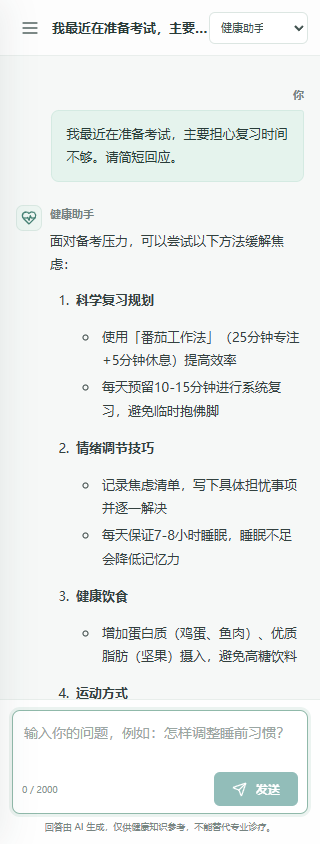 我最近在准备考试，主要...
健康助手
你
我最近在准备考试，主要担心复习时间
不够。请简短回应。
健康助手
面对备考压力，可以尝试以下方法缓解焦
虑：
1. 科学复习规划
使用「番茄工作法」（25分钟专注
+5分钟休息）提高效率
每天预留10-15分钟进行系统复
习，避免临时抱佛脚
2. 情绪调节技巧
记录焦虑清单，写下具体担忧事项
并逐一解决
每天保证7-8小时睡眠，睡眠不足
会降低记忆力
3. 健康饮食
增加蛋白质（鸡蛋、鱼肉）、优质
脂肪（坚果）摄入，避免高糖饮料
4. 运动方式
输入你的问题，例如：怎样调整睡前习惯？
0 / 2000
发送
回答由 AI 生成，仅供健康知识参考，不能替代专业诊疗。